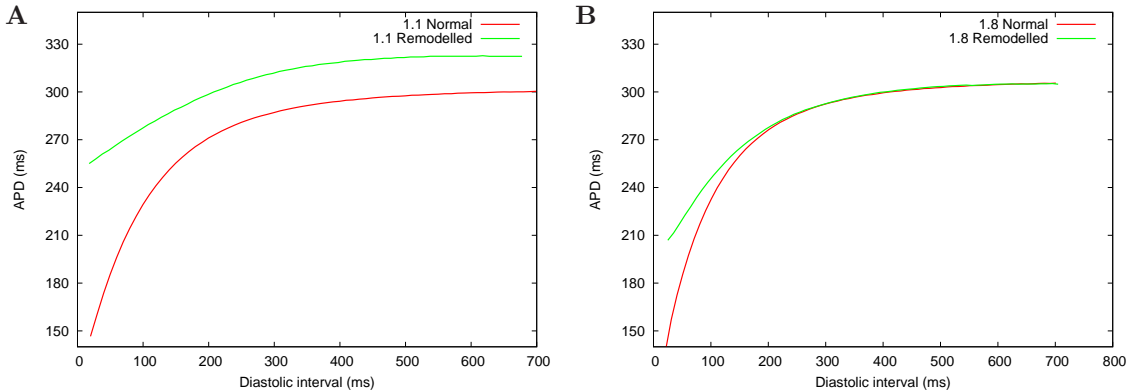 A
1.1 Normal
1.1 Remodelled
330
300
270
240
210
180
150
APD (ms)
0 100 200 300 400 500 600 700
Diastolic interval (ms)
B
1.8 Normal
1.8 Remodelled
330
300
270
240
210
180
150
APD (ms)
0 100 200 300 400 500 600 700 800
Diastolic interval (ms)